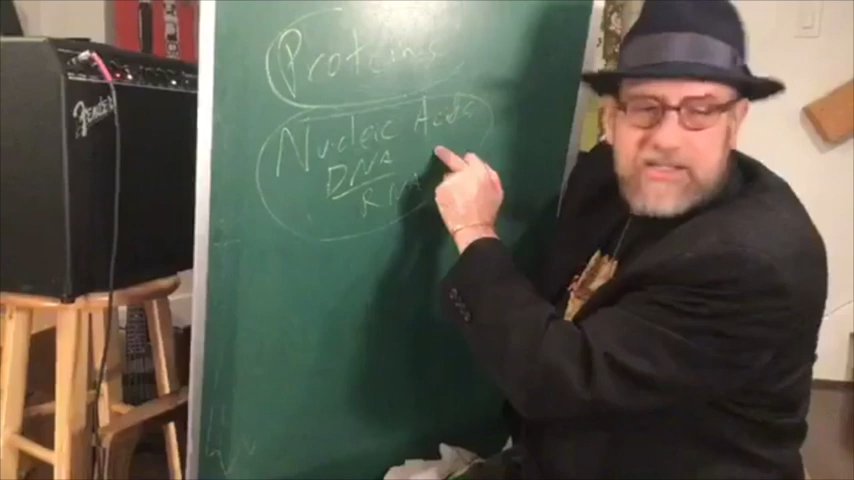 Fender
Proteins
Nucleic Acids
DNA
RNA